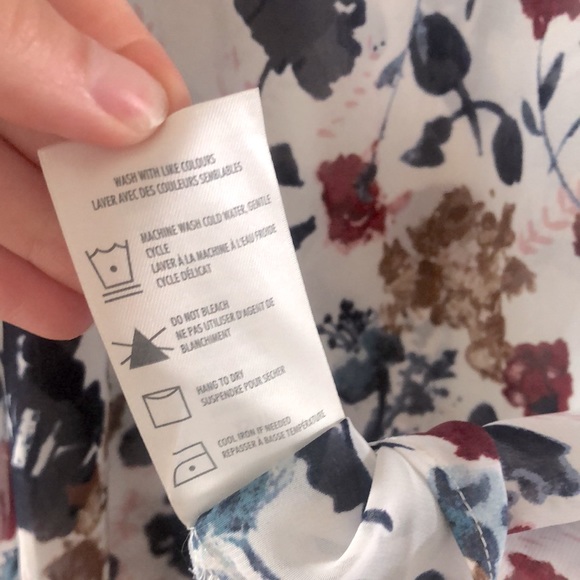 WASH WITH LIKE COLOURS
LAVER AVEC DES COULEURS SEMBLABLES
MACHINE WASH COLD WATER, GENTLE
CYCLE
LAVER À LA MACHINE À L'EAU FROIDE
CYCLE DÉLICAT
DO NOT BLEACH
NE PAS UTILISER D'AGENT DE
BLANCHIMENT
HANG TO DRY
SUSPENDRE POUR SÉCHER
COOL IRON IF NEEDED
REPASSER À BASSE TEMPÉRATURE